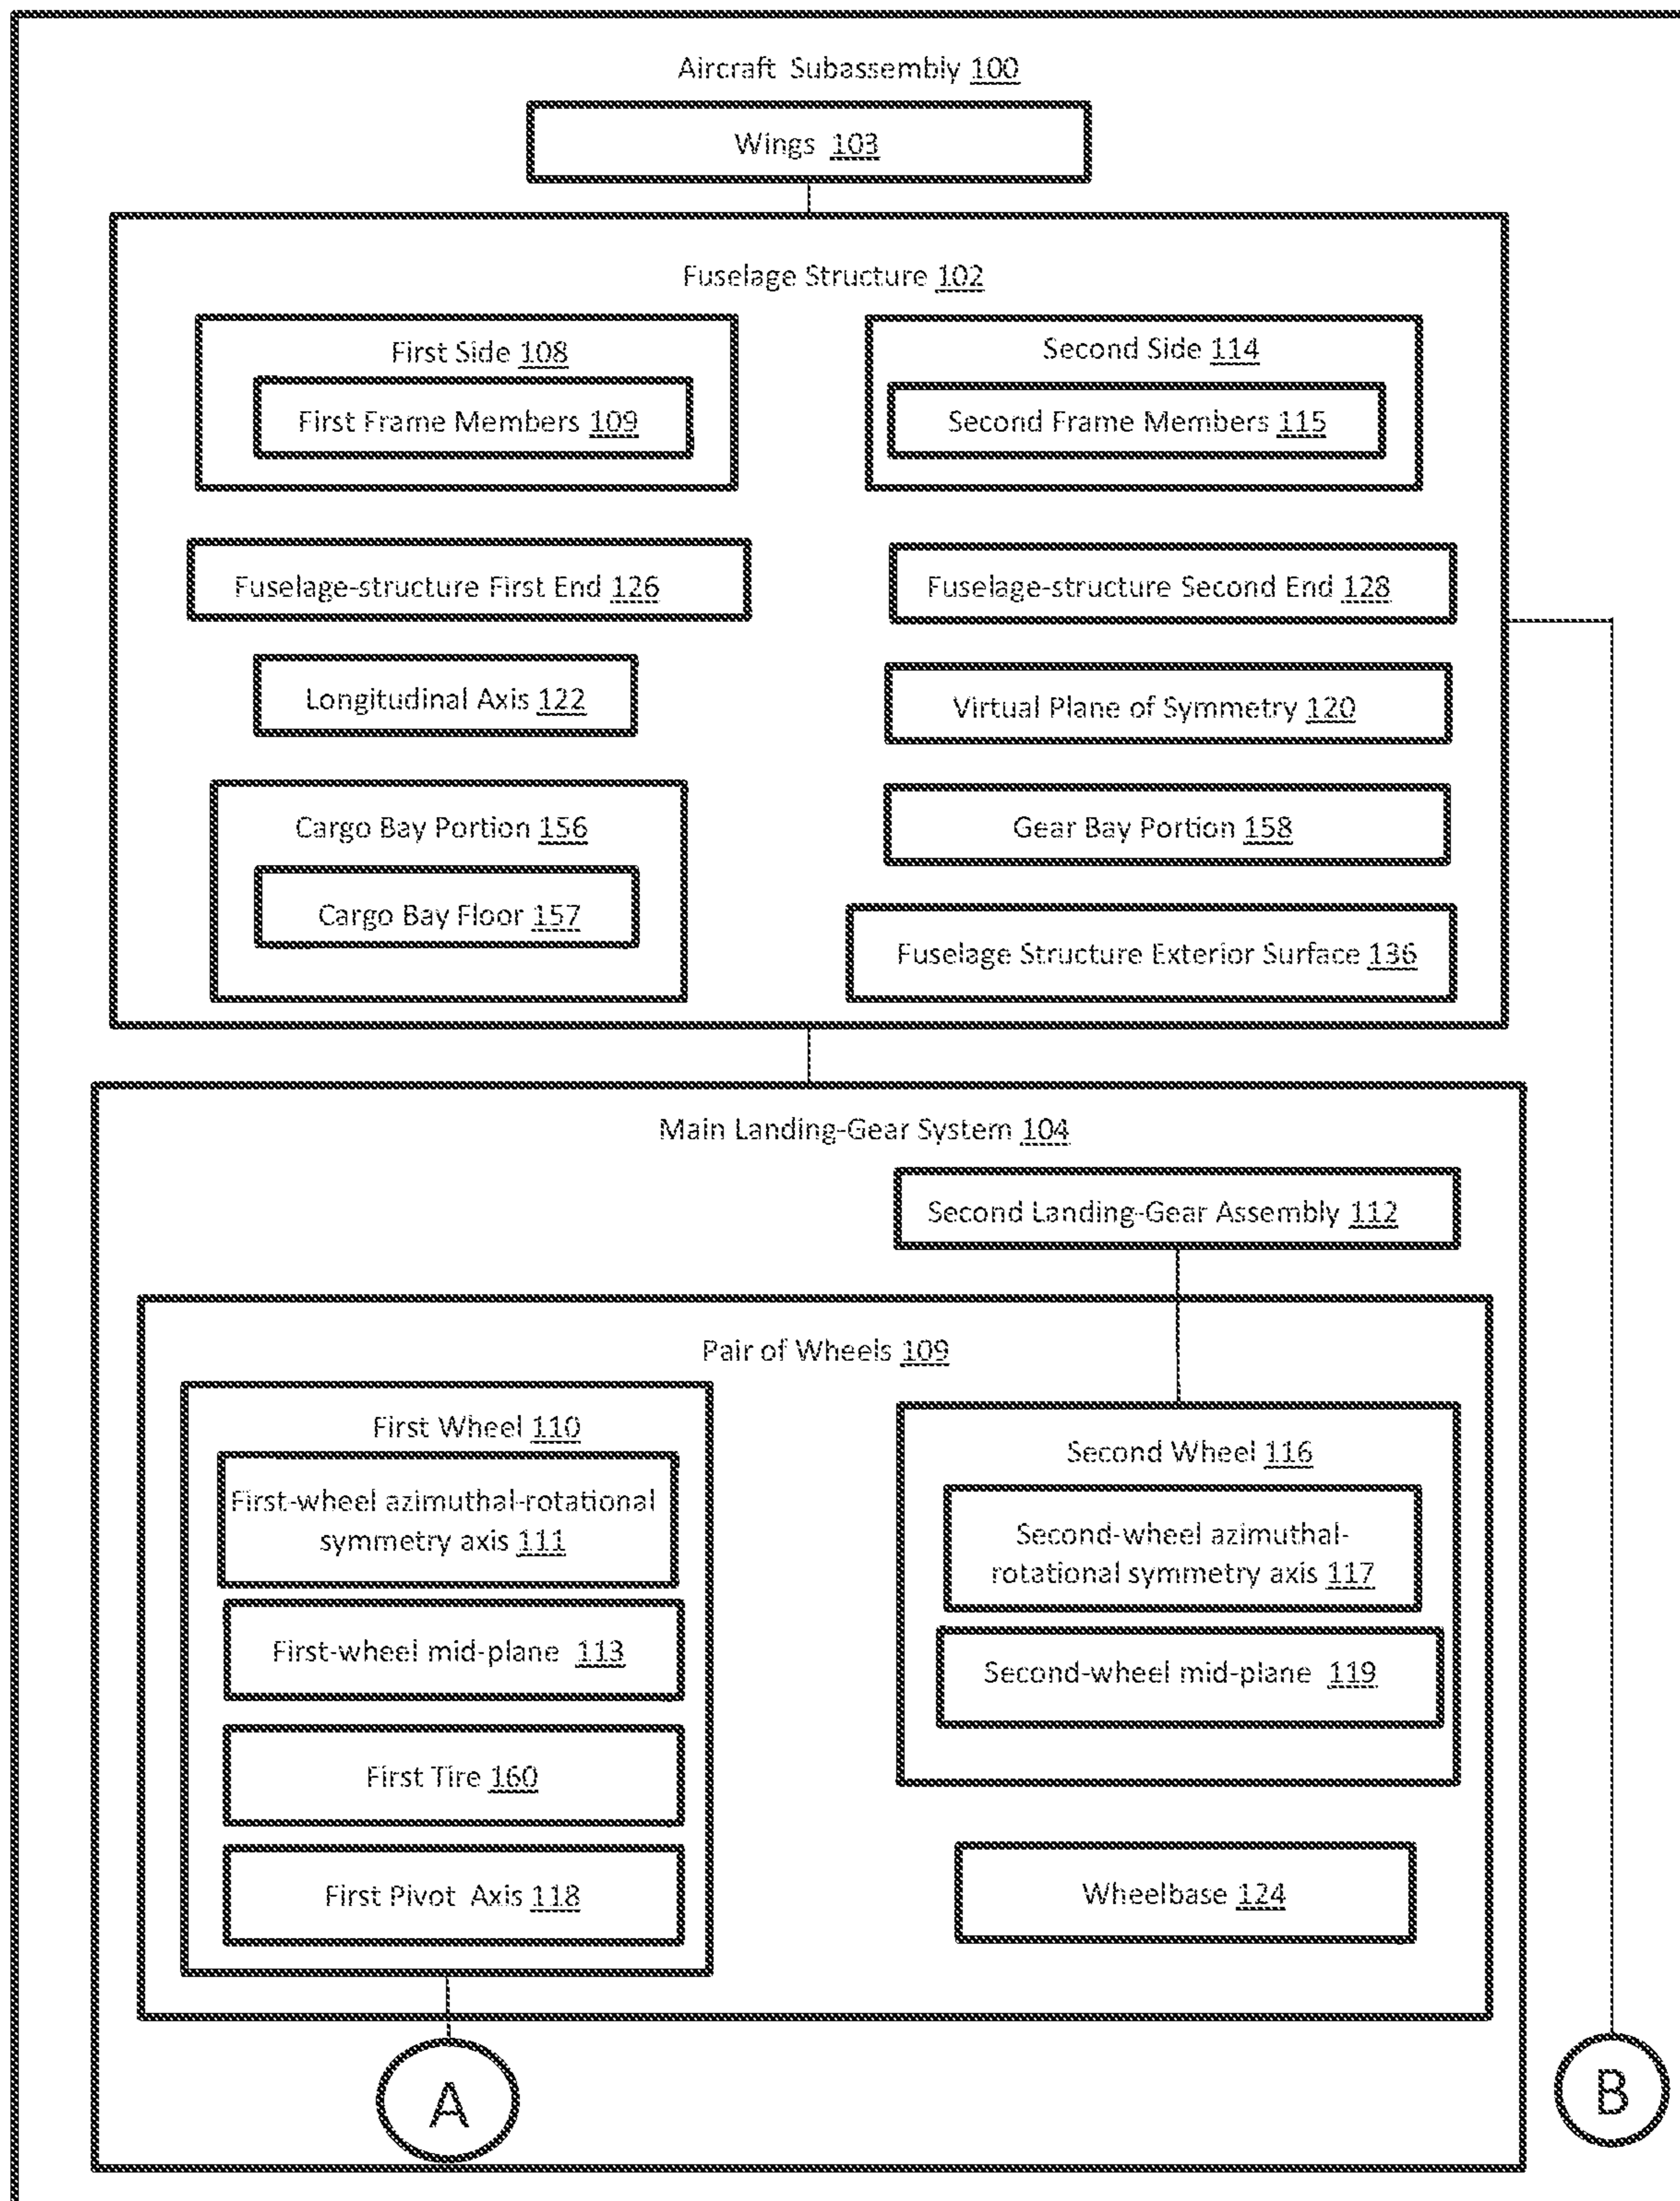 Aircraft Subassembly 100
Wings 103
Fuselage Structure 102
First Side 108
First Frame Members 109
Second Side 114
Second Frame Members 115
Fuselage-structure First End 126
Fuselage-structure Second End 128
Longitudinal Axis 122
Virtual Plane of Symmetry 120
Cargo Bay Portion 156
Cargo Bay Floor 157
Gear Bay Portion 158
Fuselage Structure Exterior Surface 136
Main Landing-Gear System 104
Second Landing-Gear Assembly 112
Pair of Wheels 109
First Wheel 110
First-wheel azimuthal-rotational
symmetry axis 111
First-wheel mid-plane 113
First Tire 160
First Pivot Axis 118
Second Wheel 116
Second-wheel azimuthal-
rotational symmetry axis 117
Second-wheel mid-plane 119
Wheelbase 124
A
B